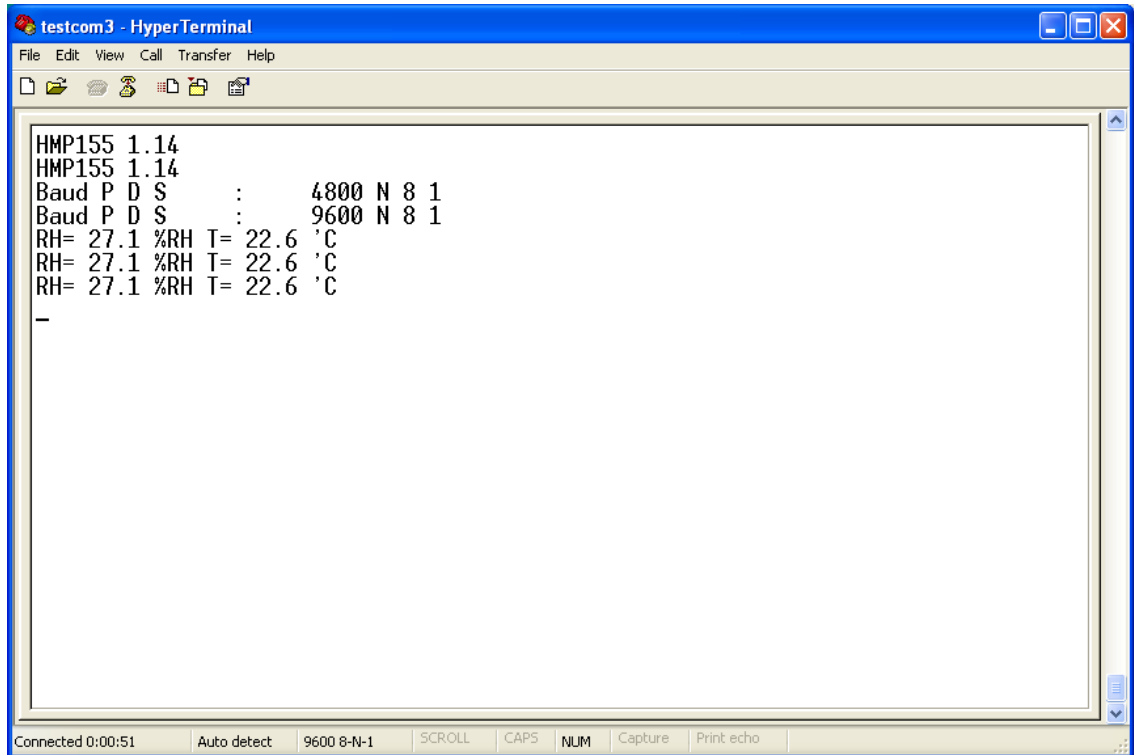 testcom3 - HyperTerminal
File Edit View Call Transfer Help
HMP155 1.14
HMP155 1.14
Baud P D S : 4800 N 8 1
Baud P D S : 9600 N 8 1
RH= 27.1 %RH T= 22.6 'C
RH= 27.1 %RH T= 22.6 'C
RH= 27.1 %RH T= 22.6 'C
_
Connected 0:00:51 Auto detect 9600 8-N-1 SCROLL CAPS NUM Capture Print echo